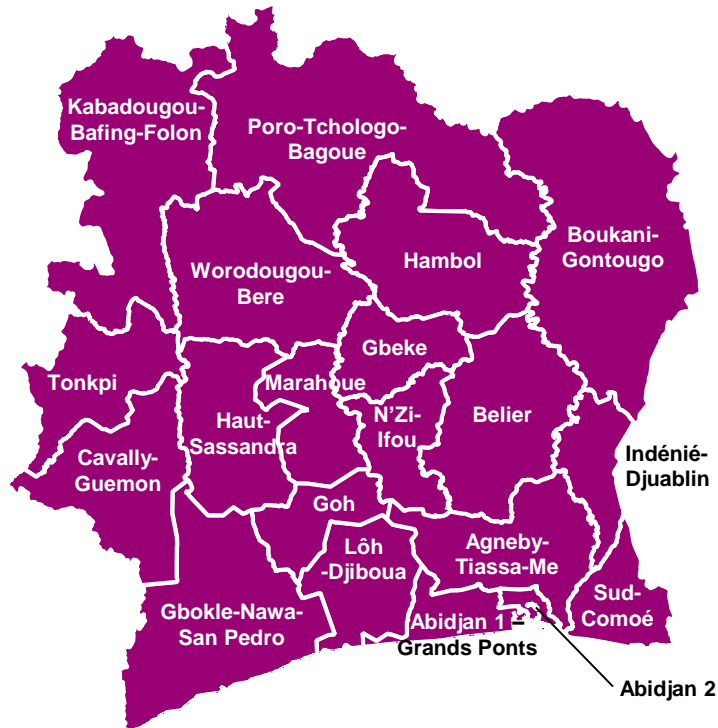 Kabadougou-
Bafing-Folon
Poro-Tchologo-
Bagoue
Boukani-
Gontougo
Hambol
Worodougou-
Bere
Gbeke
Tonkpi
Marahoue
Haut-
Sassandra
N'Zi-
Ifou
Belier
Indénié-
Djuablin
Cavally-
Guemon
Goh
Lôh
-Djiboua
Agneby-
Tiassa-Me
Sud-
Comoé
Gbokle-Nawa-
San Pedro
Abidjan 1
Grands Ponts
Abidjan 2